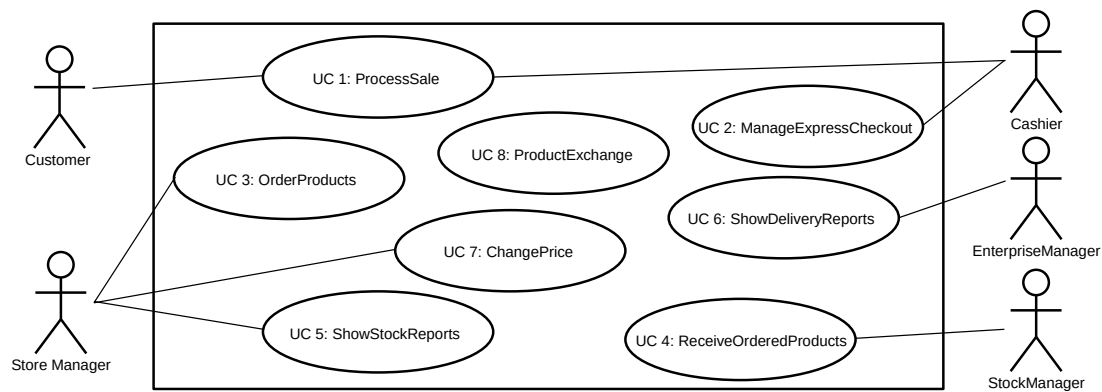 UC 1: ProcessSale
UC 2: ManageExpressCheckout
Cashier
Customer
UC 8: ProductExchange
UC 3: OrderProducts
UC 6: ShowDeliveryReports
UC 7: ChangePrice
EnterpriseManager
UC 5: ShowStockReports
UC 4: ReceiveOrderedProducts
Store Manager
StockManager